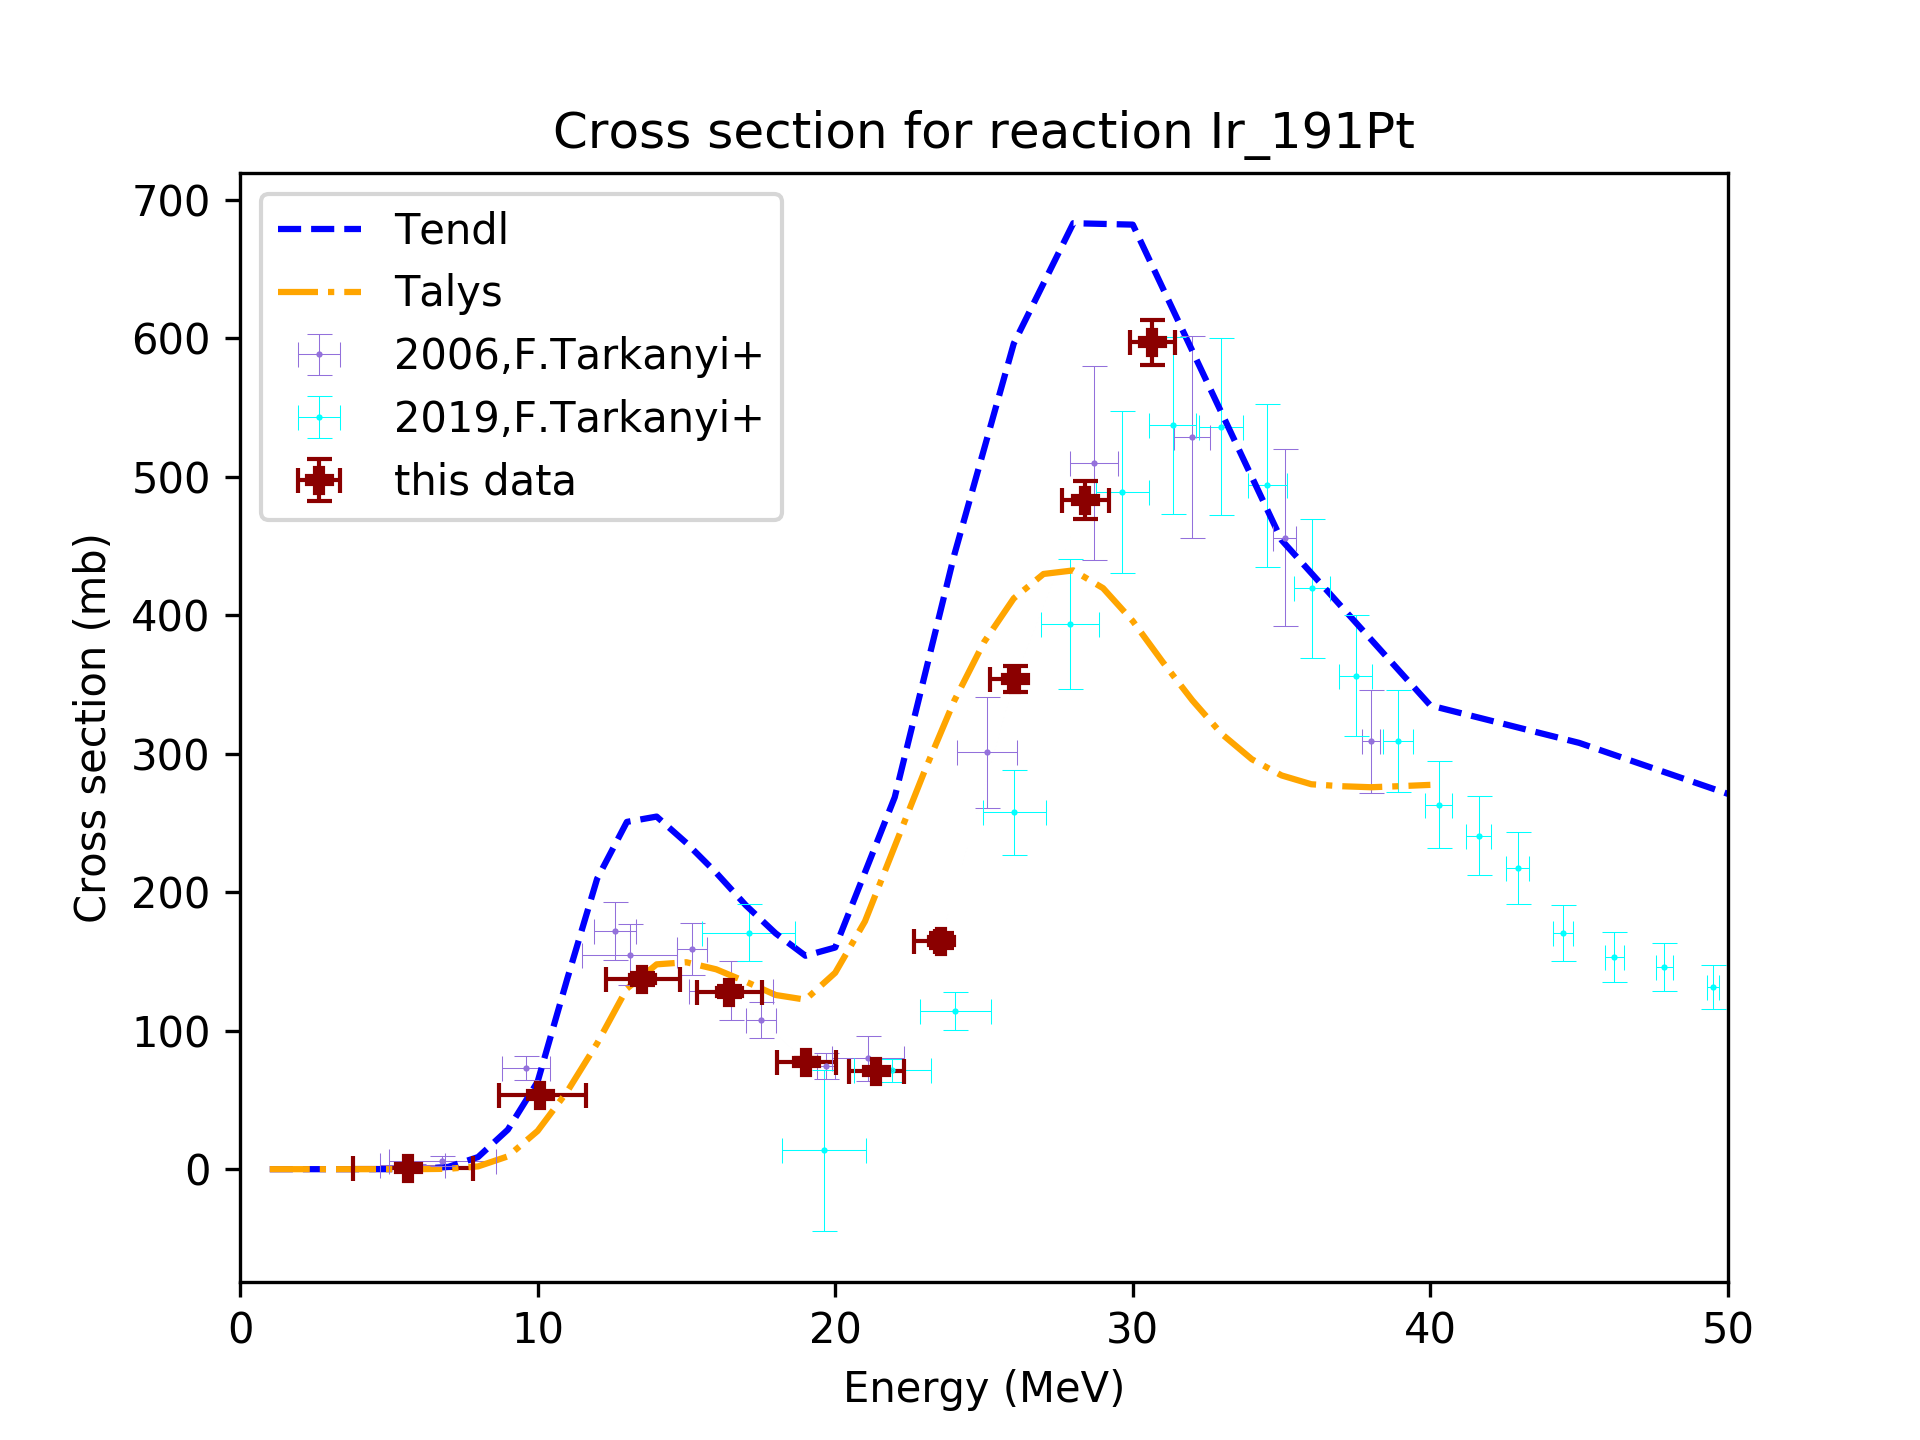 Cross section for reaction Ir_191Pt
Tendl
Talys
2006,F.Tarkanyi+
2019,F.Tarkanyi+
this data
Cross section (mb)
700
600
500
400
300
200
100
0
0 10 20 30 40 50
Energy (MeV)